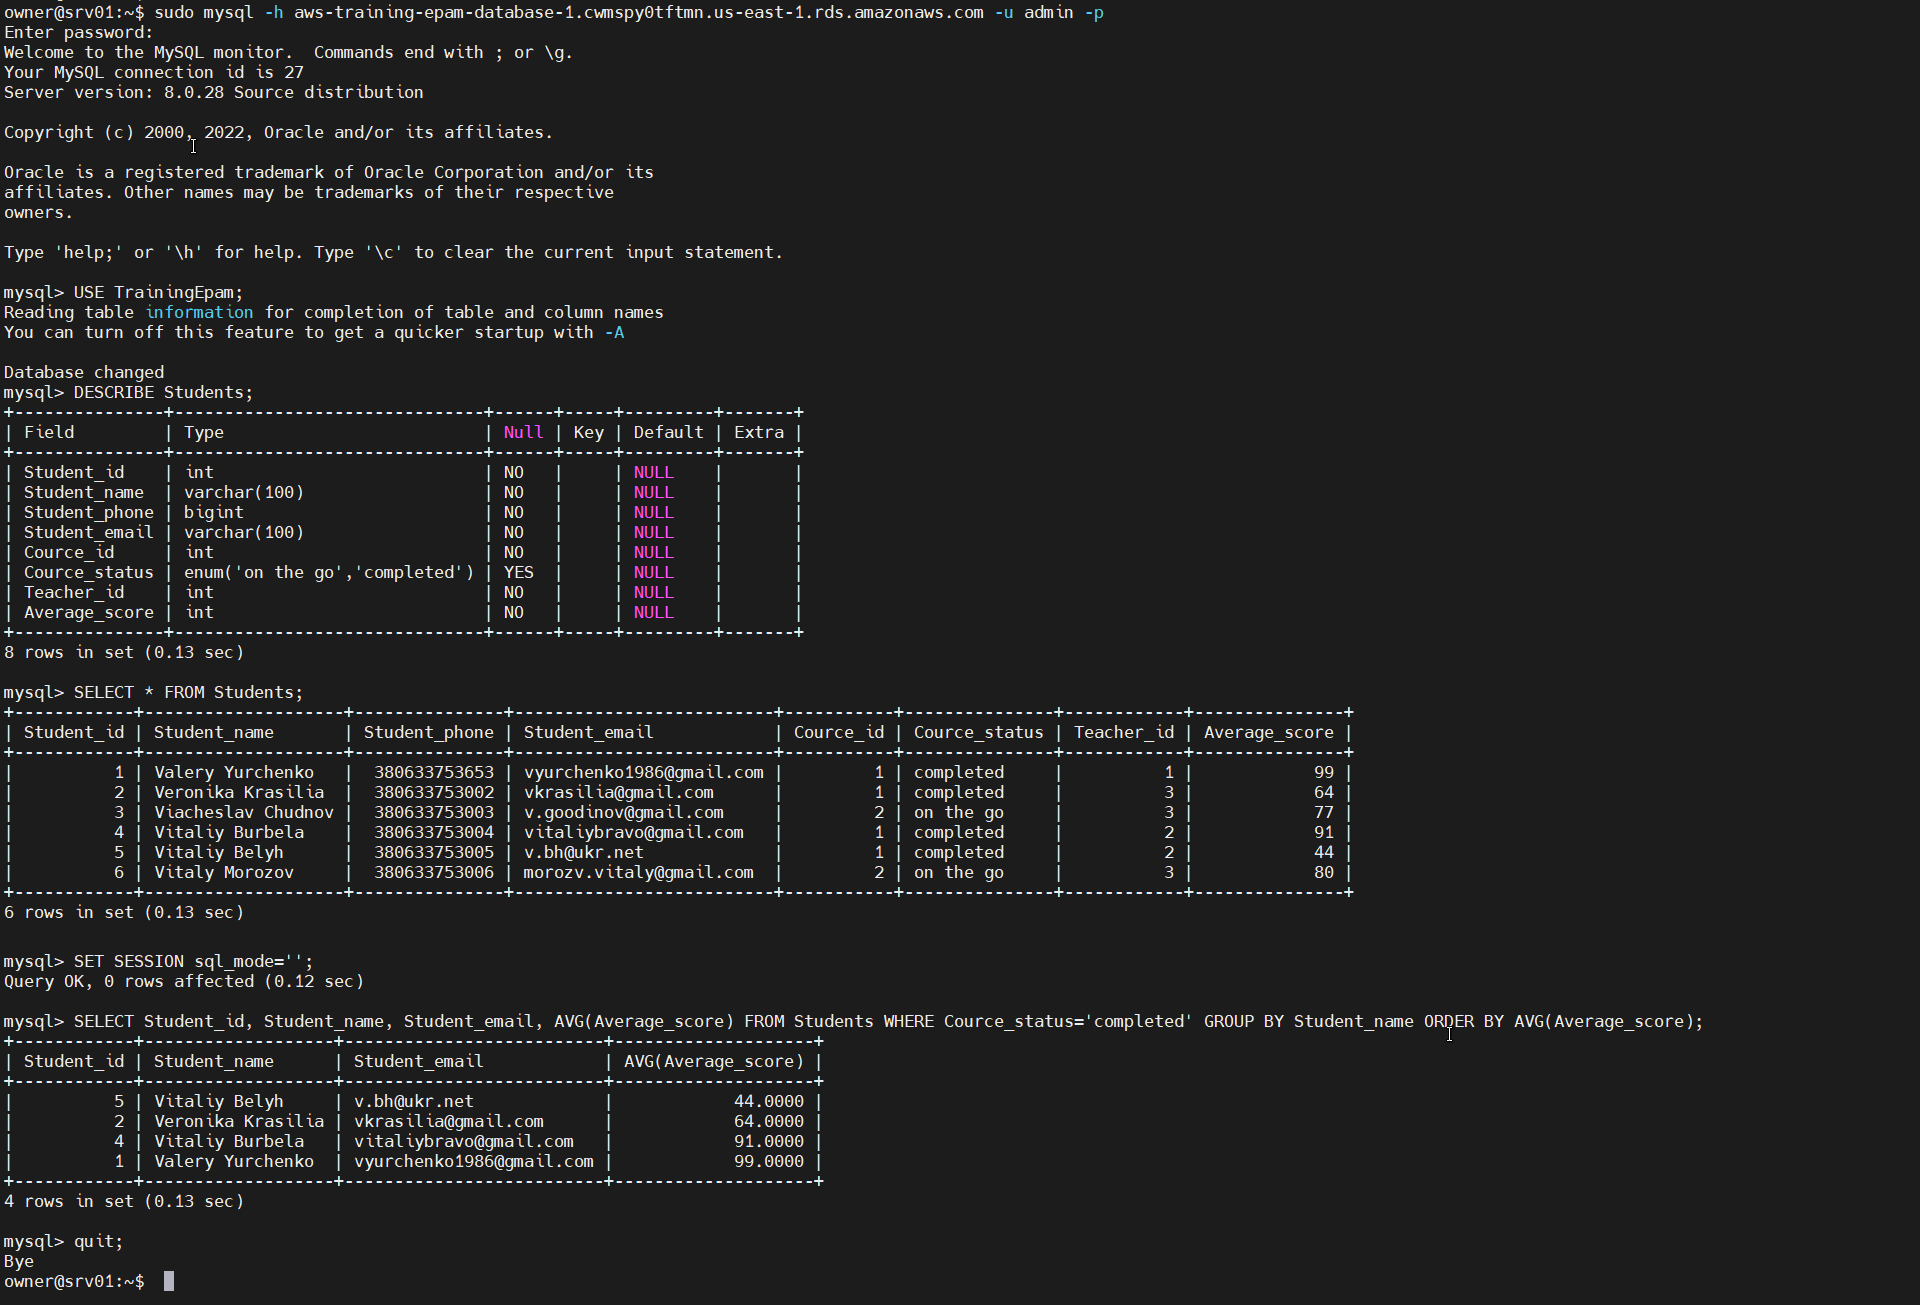 owner@srv01:~$ sudo mysql -h aws-training-epam-database-1.cwmspy0tftmn.us-east-1.rds.amazonaws.com -u admin -p
Enter password:
Welcome to the MySQL monitor.  Commands end with ; or \g.
Your MySQL connection id is 27
Server version: 8.0.28 Source distribution

Copyright (c) 2000, 2022, Oracle and/or its affiliates.

Oracle is a registered trademark of Oracle Corporation and/or its
affiliates. Other names may be trademarks of their respective
owners.

Type 'help;' or '\h' for help. Type '\c' to clear the current input statement.

mysql> USE TrainingEpam;
Reading table information for completion of table and column names
You can turn off this feature to get a quicker startup with -A

Database changed
mysql> DESCRIBE Students;
+---------------+-------------------------------+------+-----+---------+-------+
| Field         | Type                          | Null | Key | Default | Extra |
+---------------+-------------------------------+------+-----+---------+-------+
| Student_id    | int                           | NO   |     | NULL    |       |
| Student_name  | varchar(100)                  | NO   |     | NULL    |       |
| Student_phone | bigint                        | NO   |     | NULL    |       |
| Student_email | varchar(100)                  | NO   |     | NULL    |       |
| Cource_id     | int                           | NO   |     | NULL    |       |
| Cource_status | enum('on the go','completed') | YES  |     | NULL    |       |
| Teacher_id    | int                           | NO   |     | NULL    |       |
| Average_score | int                           | NO   |     | NULL    |       |
+---------------+-------------------------------+------+-----+---------+-------+
8 rows in set (0.13 sec)

mysql> SELECT * FROM Students;
+------------+--------------------+---------------+--------------------------+-----------+---------------+------------+---------------+
| Student_id | Student_name       | Student_phone | Student_email            | Cource_id | Cource_status | Teacher_id | Average_score |
+------------+--------------------+---------------+--------------------------+-----------+---------------+------------+---------------+
|          1 | Valery Yurchenko   |  380633753653 | vyurchenko1986@gmail.com |         1 | completed     |          1 |            99 |
|          2 | Veronika Krasilia  |  380633753002 | vkrasilia@gmail.com      |         1 | completed     |          3 |            64 |
|          3 | Viacheslav Chudnov |  380633753003 | v.goodinov@gmail.com     |         2 | on the go     |          3 |            77 |
|          4 | Vitaliy Burbela    |  380633753004 | vitaliybravo@gmail.com   |         1 | completed     |          2 |            91 |
|          5 | Vitaliy Belyh      |  380633753005 | v.bh@ukr.net             |         1 | completed     |          2 |            44 |
|          6 | Vitaly Morozov     |  380633753006 | morozv.vitaly@gmail.com  |         2 | on the go     |          3 |            80 |
+------------+--------------------+---------------+--------------------------+-----------+---------------+------------+---------------+
6 rows in set (0.13 sec)

mysql> SET SESSION sql_mode='';
Query OK, 0 rows affected (0.12 sec)

mysql> SELECT Student_id, Student_name, Student_email, AVG(Average_score) FROM Students WHERE Cource_status='completed' GROUP BY Student_name ORDER BY AVG(Average_score);
+------------+-------------------+--------------------------+--------------------+
| Student_id | Student_name      | Student_email            | AVG(Average_score) |
+------------+-------------------+--------------------------+--------------------+
|          5 | Vitaliy Belyh     | v.bh@ukr.net             |            44.0000 |
|          2 | Veronika Krasilia | vkrasilia@gmail.com      |            64.0000 |
|          4 | Vitaliy Burbela   | vitaliybravo@gmail.com   |            91.0000 |
|          1 | Valery Yurchenko  | vyurchenko1986@gmail.com |            99.0000 |
+------------+-------------------+--------------------------+--------------------+
4 rows in set (0.13 sec)

mysql> quit;
Bye
owner@srv01:~$